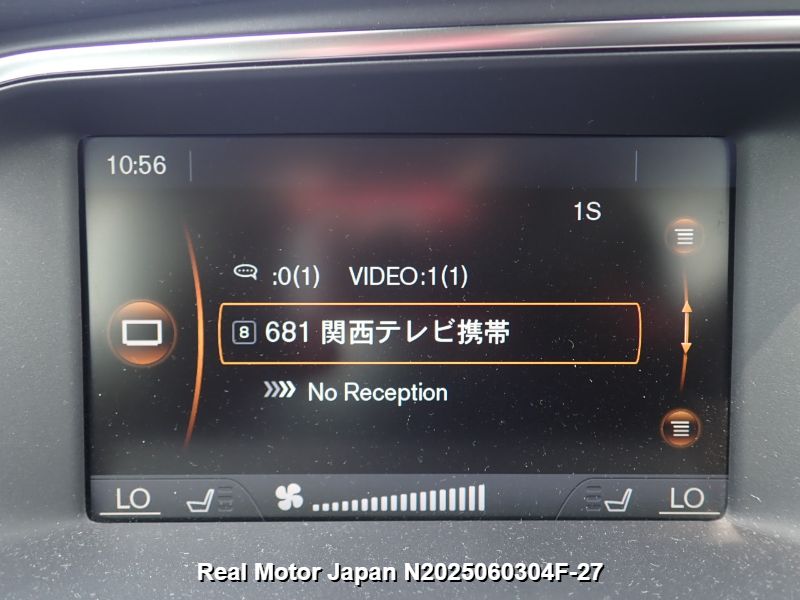 10:56
1S
:0(1) VIDEO:1(1)
8 681 関西テレビ携帯
No Reception
LO LO
Real Motor Japan N2025060304F-27